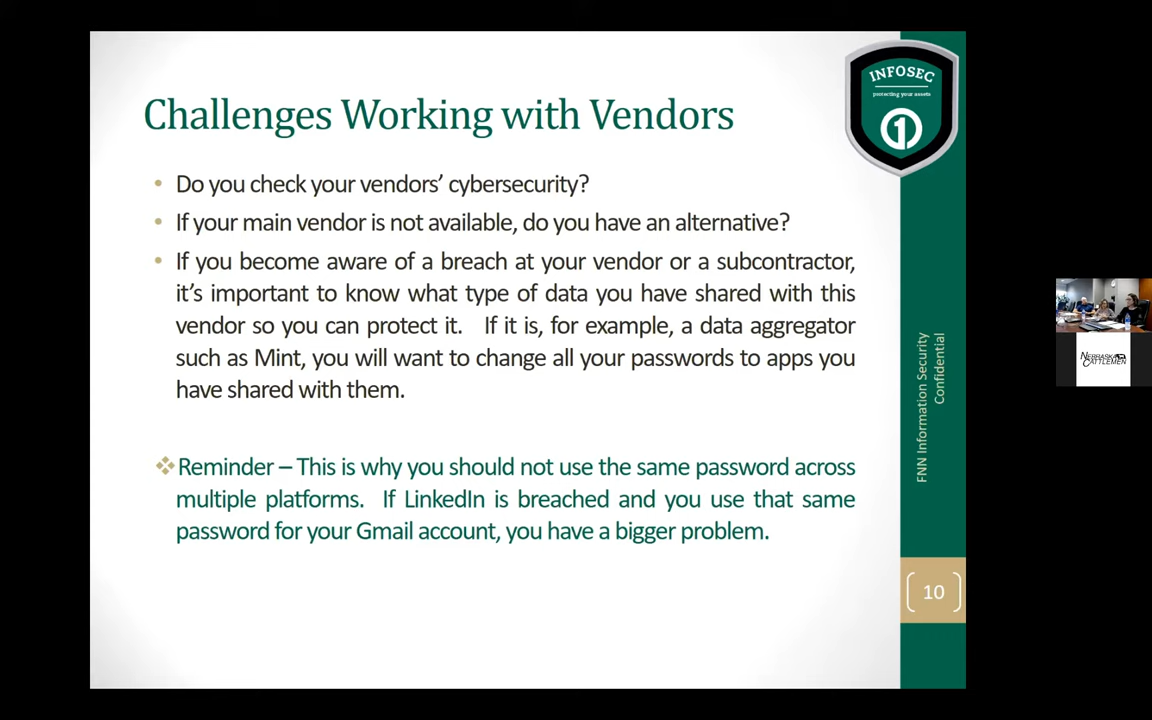 Challenges Working with Vendors
• Do you check your vendors’ cybersecurity?
• If your main vendor is not available, do you have an alternative?
• If you become aware of a breach at your vendor or a subcontractor,
it’s important to know what type of data you have shared with this
vendor so you can protect it. If it is, for example, a data aggregator
such as Mint, you will want to change all your passwords to apps you
have shared with them.
❖Reminder – This is why you should not use the same password across
multiple platforms. If LinkedIn is breached and you use that same
password for your Gmail account, you have a bigger problem.
INFOSEC
protecting your assets
1
FNN Information Security
Confidential
10
NEBRASKA
CATTLEMEN